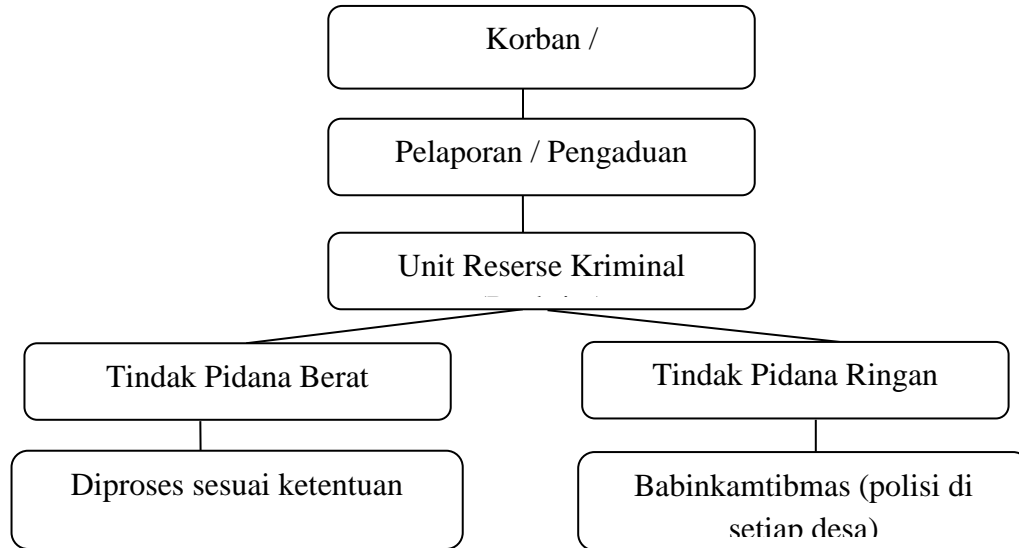 Korban /
Pelaporan / Pengaduan
Unit Reserse Kriminal
Tindak Pidana Berat
Tindak Pidana Ringan
Diproses sesuai ketentuan
Babinkamtibmas (polisi di
setiap desa)